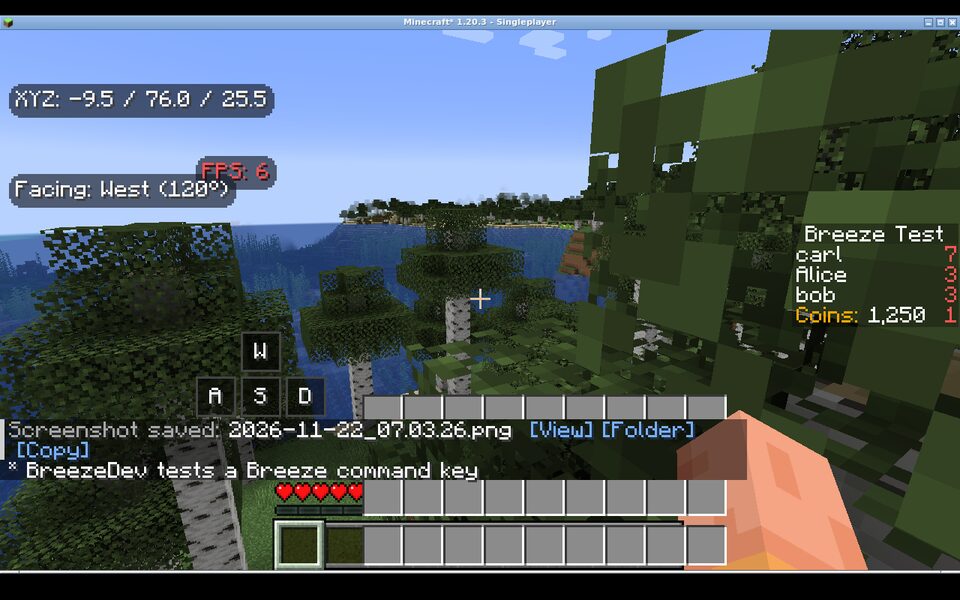 Minecraft* 1.20.3 - Singleplayer
XYZ: -9.5 / 76.0 / 25.5
FPS: 6
Facing: West (120°)
Breeze Test
carl 7
Alice 3
bob 3
Coins: 1,250 1
W
A S D
Screenshot saved: 2026-11-22_07.03.26.png [View] [Folder]
[Copy]
* BreezeDev tests a Breeze command key